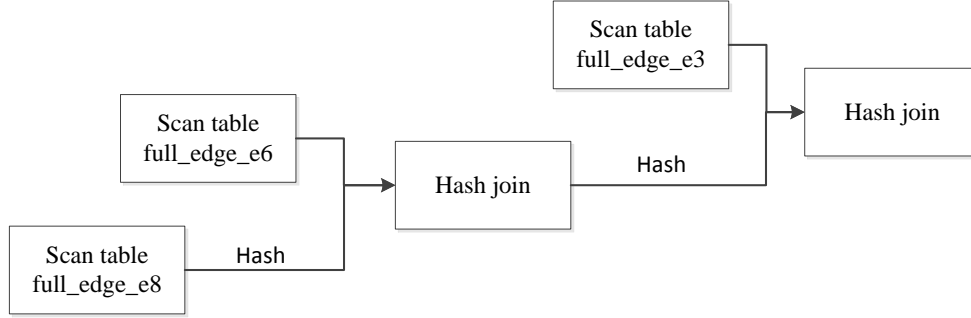 Scan table
full_edge_e3
Hash join
Scan table
full_edge_e6
Hash join
Hash
Scan table
full_edge_e8
Hash